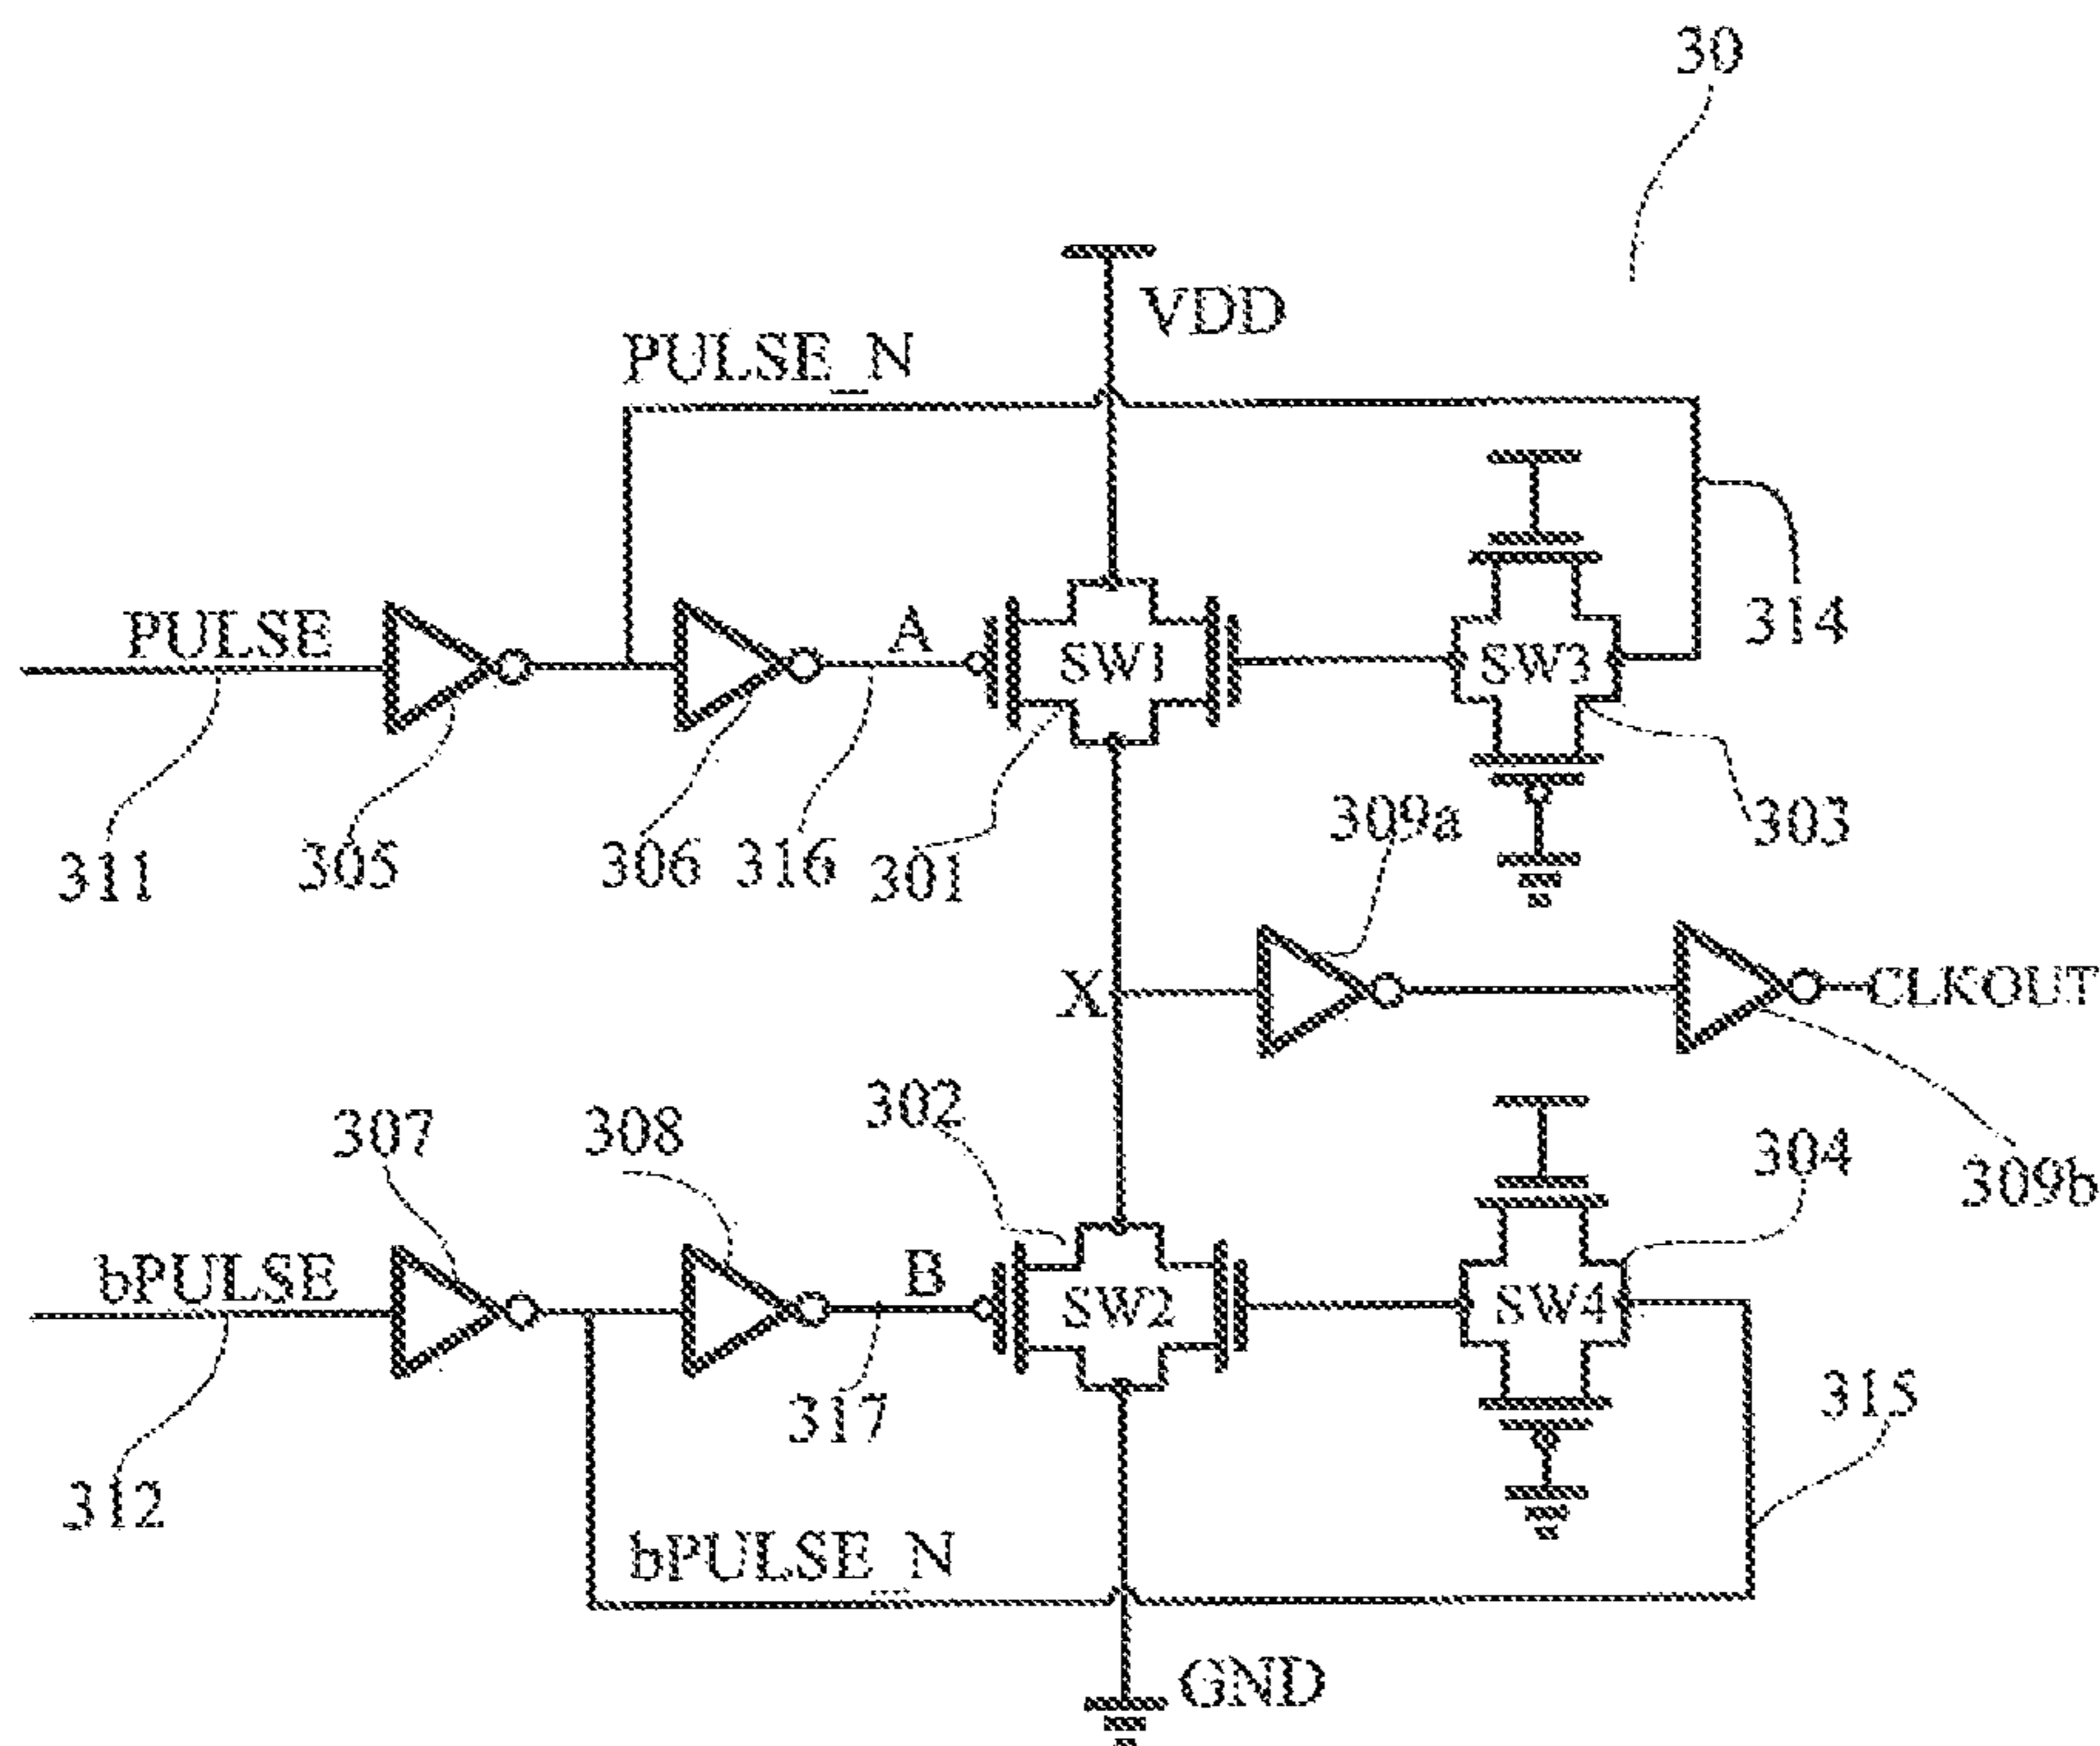 30
VDD
PULSE_N
PULSE
A
SW1
SW3
314
311
305
306
316
301
309a
303
X
CLKOUT
307
308
302
304
309b
bPULSE
B
SW2
SW4
317
315
312
bPULSE_N
GND